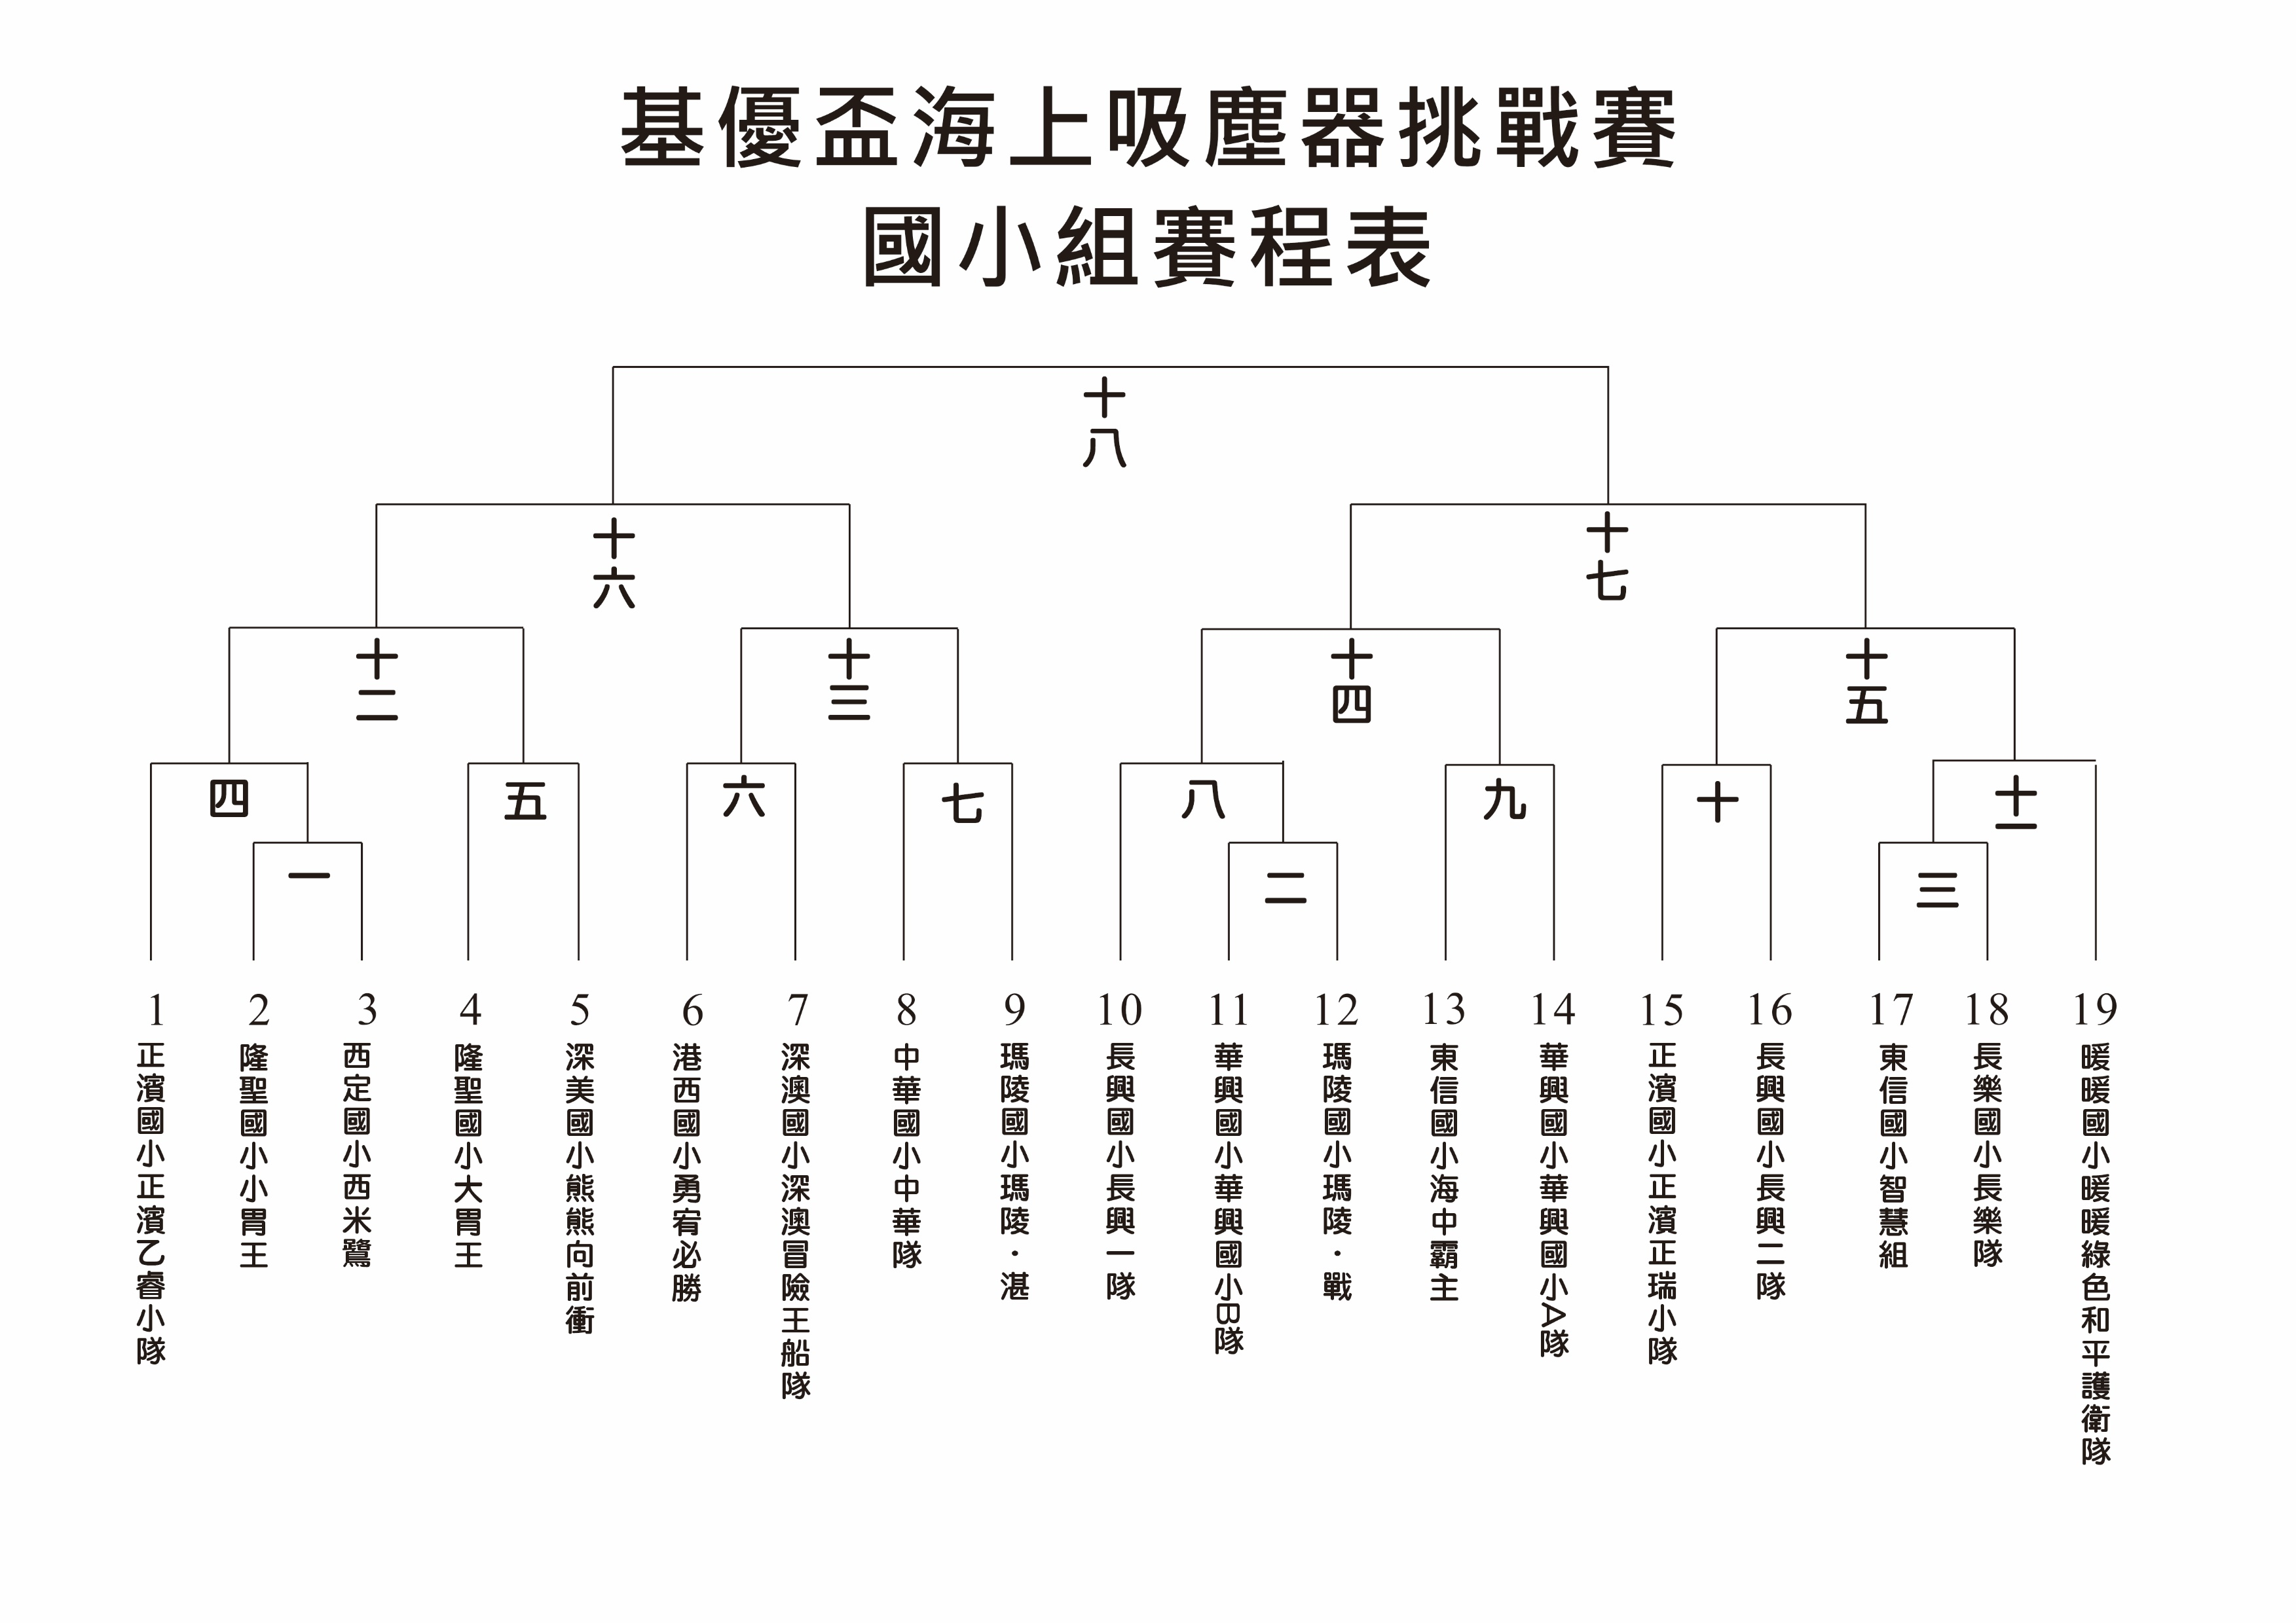 基優盃海上吸塵器挑戰賽
國小組賽程表
十八
十六
十七
十二
十三
十四
十五
四
五
六
七
八
九
十
十一
一
二
三
1
2
3
4
5
6
7
8
9
10
11
12
13
14
15
16
17
18
19
正濱國小正濱乙睿小隊
隆聖國小小胃王
西定國小西米鷺
隆聖國小大胃王
深美國小熊熊向前衝
港西國小勇宥必勝
深澳國小深澳冒險王船隊
中華國小中華隊
瑪陵國小瑪陵．湛
長興國小長興一隊
華興國小華興國小B隊
瑪陵國小瑪陵．戰
東信國小海中霸主
華興國小華興國小A隊
正濱國小正濱正瑞小隊
長興國小長興二隊
東信國小智慧組
長樂國小長樂隊
暖暖國小暖暖綠色和平護衛隊